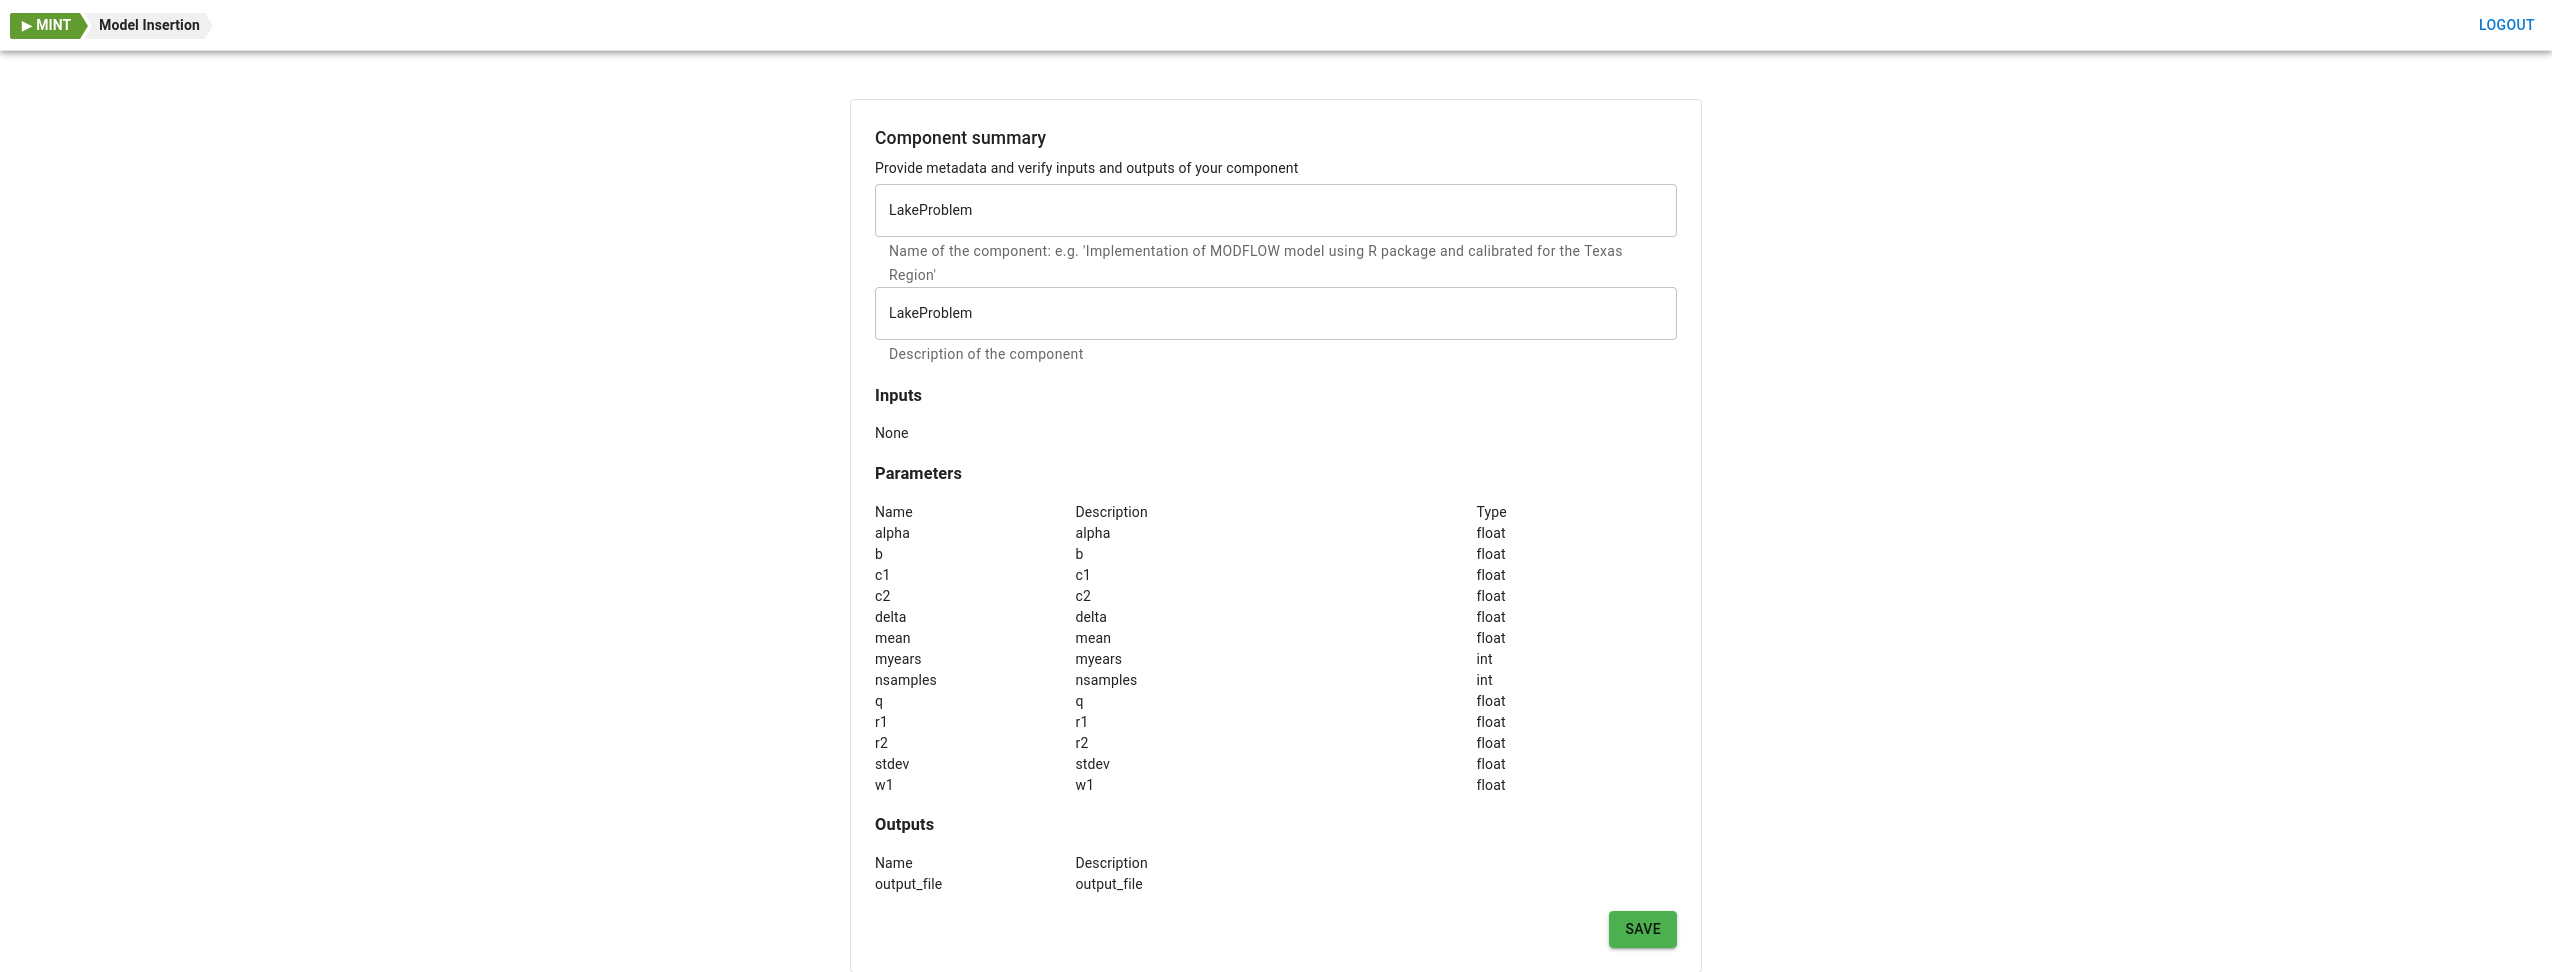 ▶ MINT Model Insertion LOGOUT
Component summary
Provide metadata and verify inputs and outputs of your component
LakeProblem
Name of the component: e.g. 'Implementation of MODFLOW model using R package and calibrated for the Texas
Region'
LakeProblem
Description of the component
Inputs
None
Parameters
Name Description Type
alpha alpha float
b b float
c1 c1 float
c2 c2 float
delta delta float
mean mean float
myears myears int
nsamples nsamples int
q q float
r1 r1 float
r2 r2 float
stdev stdev float
w1 w1 float
Outputs
Name Description
output_file output_file
SAVE